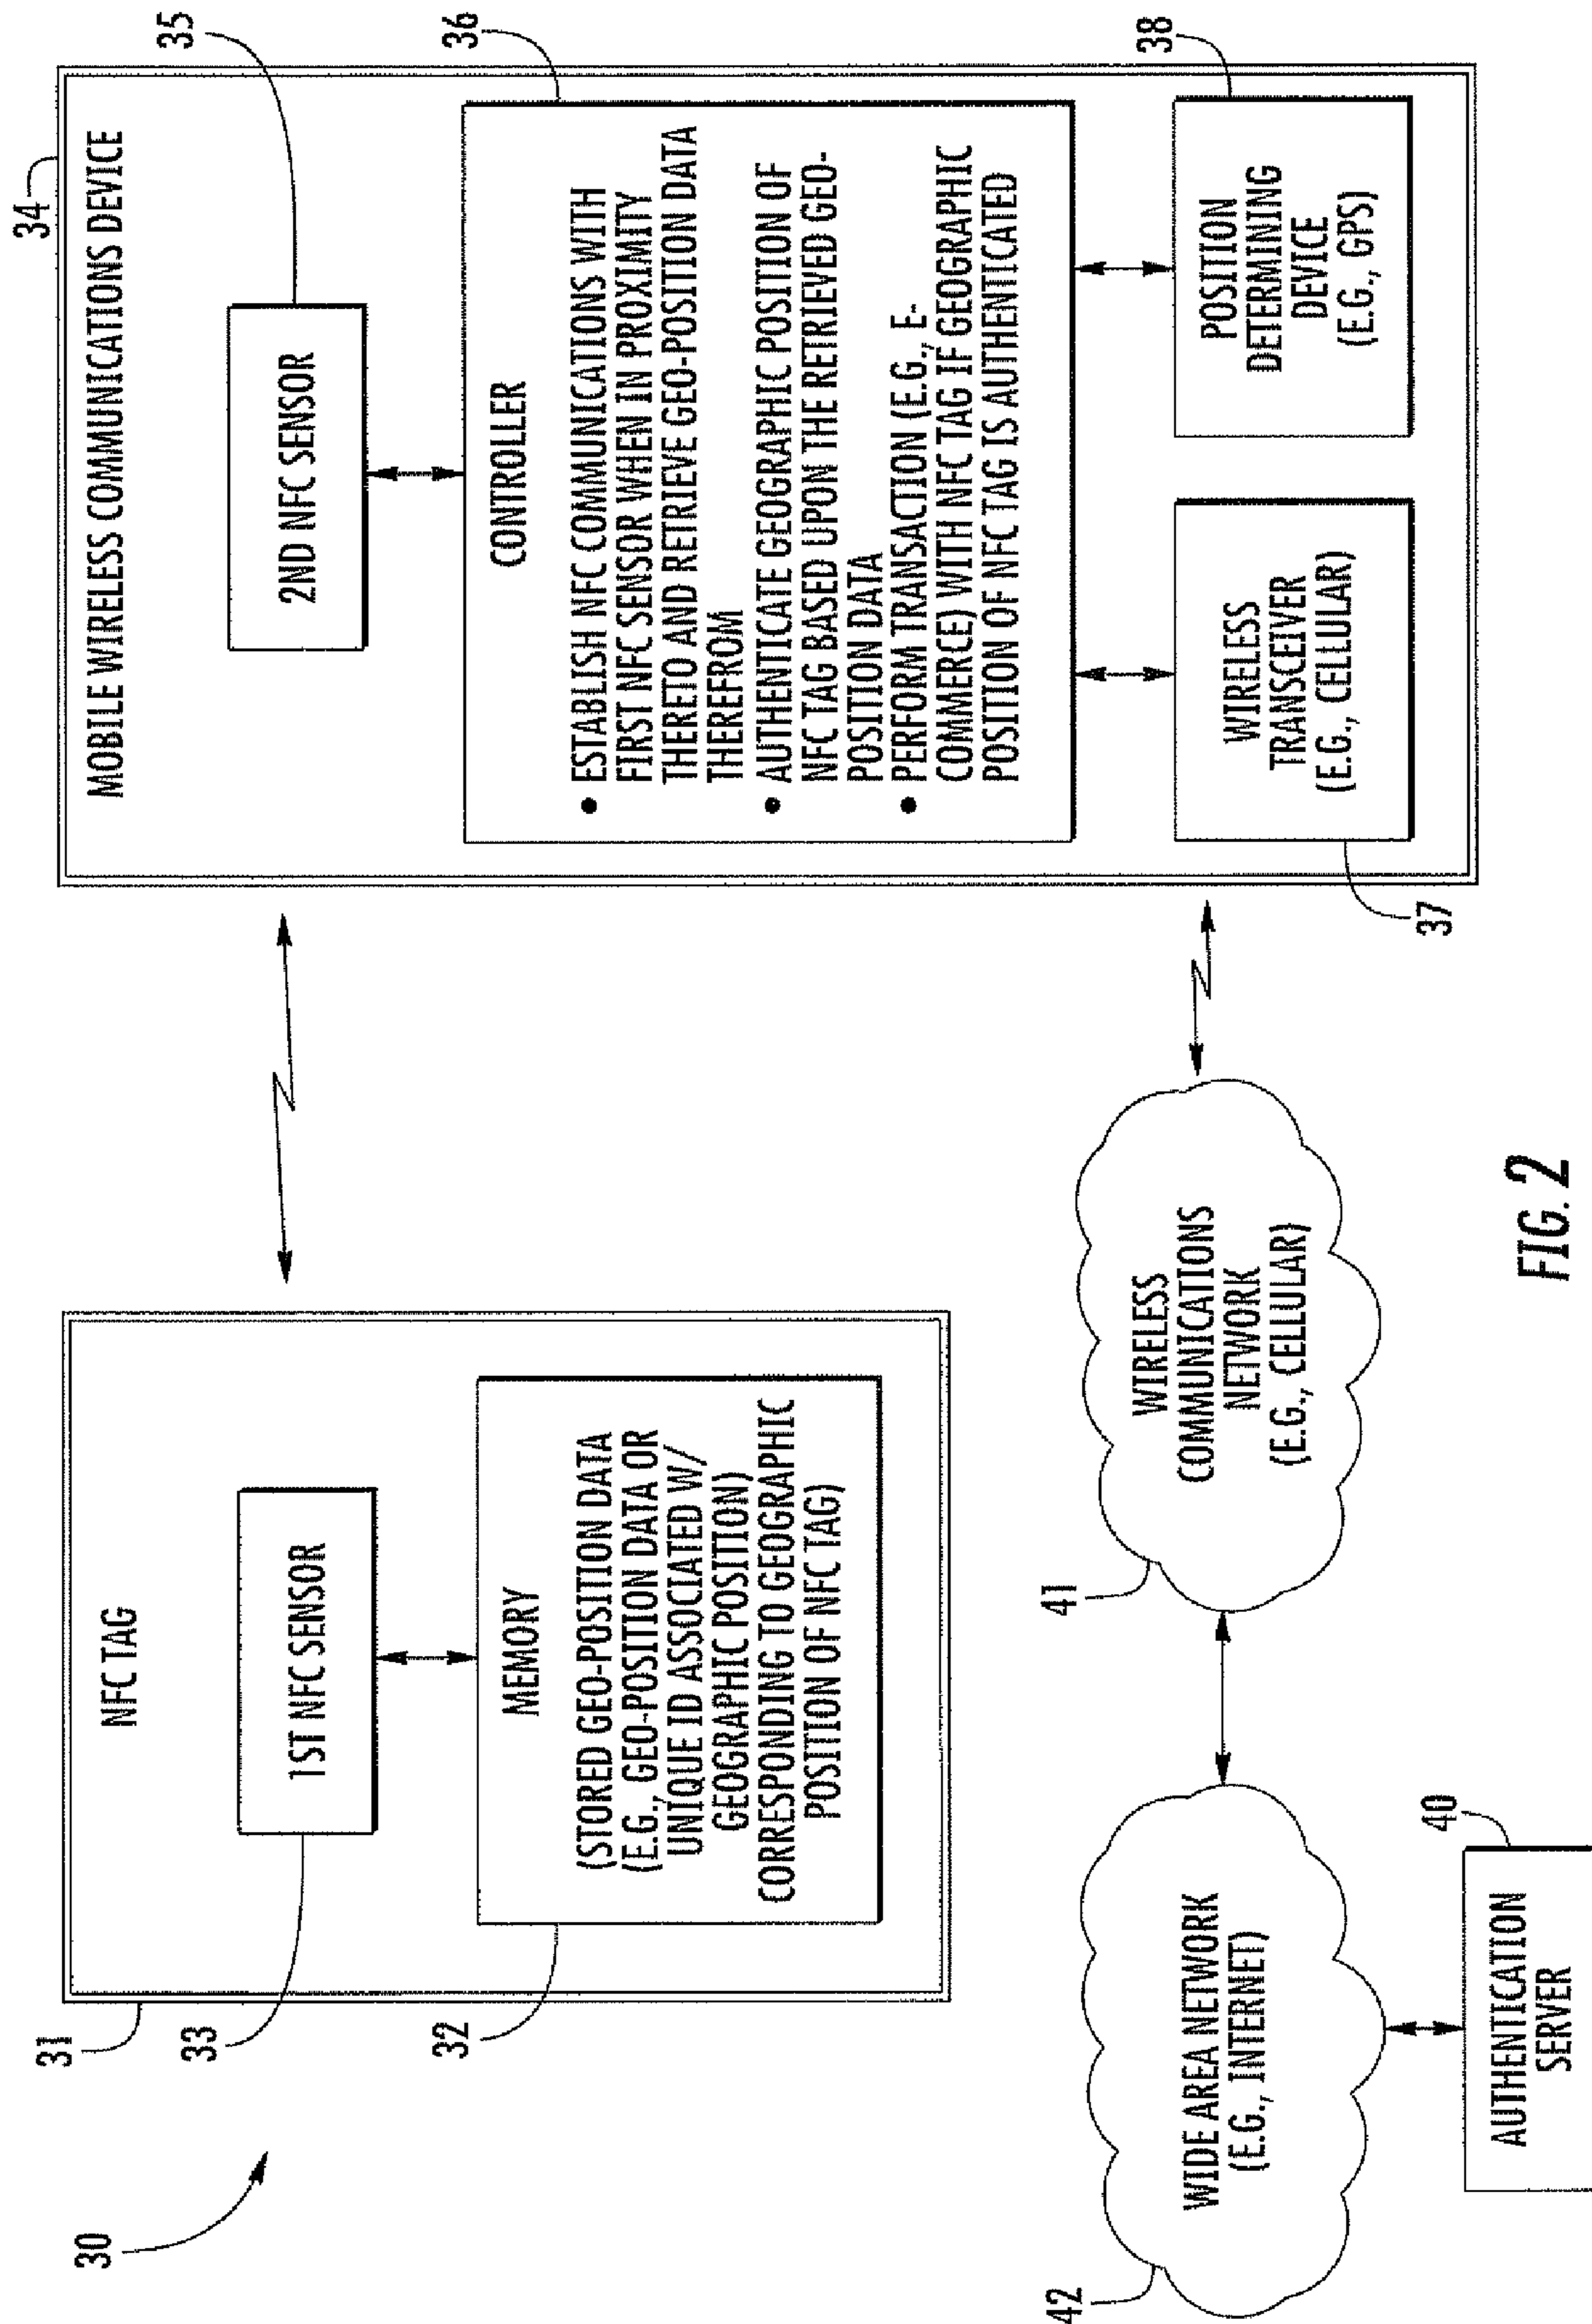 30
31
NFC TAG
33
1ST NFC SENSOR
32
MEMORY
(STORED GEO-POSITION DATA
(E.G., GEO-POSITION DATA OR
UNIQUE ID ASSOCIATED W/
GEOGRAPHIC POSITION)
CORRESPONDING TO GEOGRAPHIC
POSITION OF NFC TAG)
34
MOBILE WIRELESS COMMUNICATIONS DEVICE
35
2ND NFC SENSOR
36
CONTROLLER
• ESTABLISH NFC COMMUNICATIONS WITH
FIRST NFC SENSOR WHEN IN PROXIMITY
THERETO AND RETRIEVE GEO-POSITION DATA
THEREFROM
• AUTHENTICATE GEOGRAPHIC POSITION OF
NFC TAG BASED UPON THE RETRIEVED GEO-
POSITION DATA
• PERFORM TRANSACTION (E.G., E-
COMMERCE) WITH NFC TAG IF GEOGRAPHIC
POSITION OF NFC TAG IS AUTHENTICATED
37
WIRELESS
TRANSCEIVER
(E.G., CELLULAR)
38
POSITION
DETERMINING
DEVICE
(E.G., GPS)
42
WIDE AREA NETWORK
(E.G., INTERNET)
41
WIRELESS
COMMUNICATIONS
NETWORK
(E.G., CELLULAR)
40
AUTHENTICATION
SERVER
FIG. 2